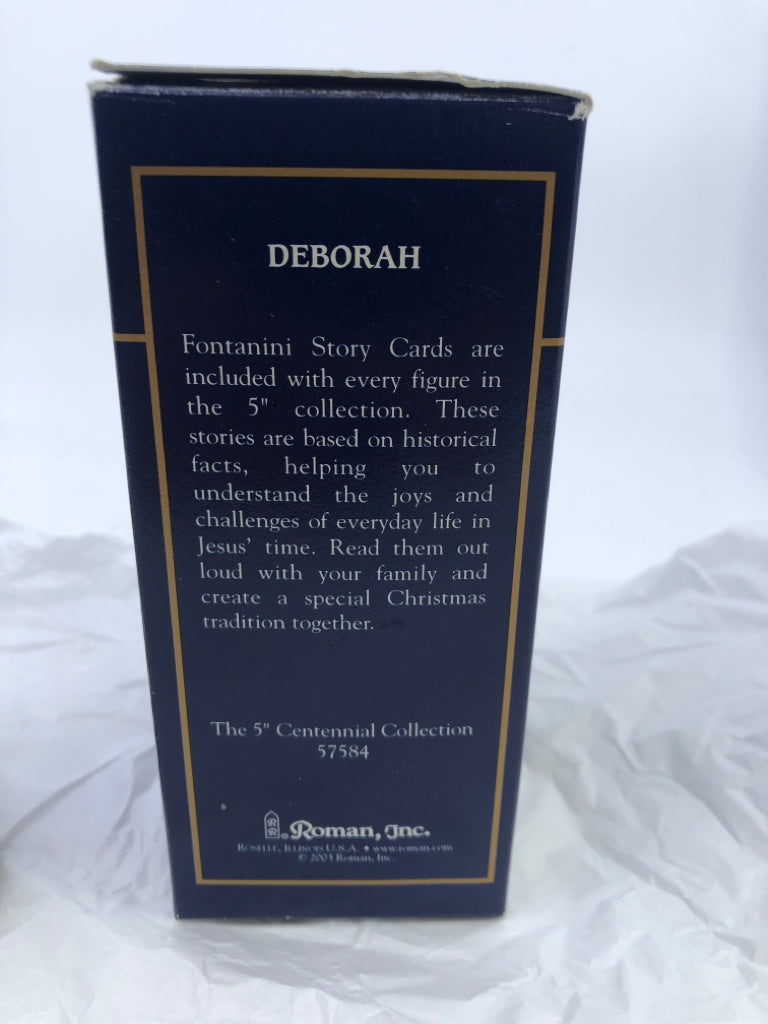 DEBORAH
Fontanini Story Cards are
included with every figure in
the 5" collection. These
stories are based on historical
facts, helping you to
understand the joys and
challenges of everyday life in
Jesus' time. Read them out
loud with your family and
create a special Christmas
tradition together.
The 5" Centennial Collection
57584
Roman, Inc.
ROSELLE, ILLINOIS U.S.A. • www.roman.com
© 2003 Roman, Inc.